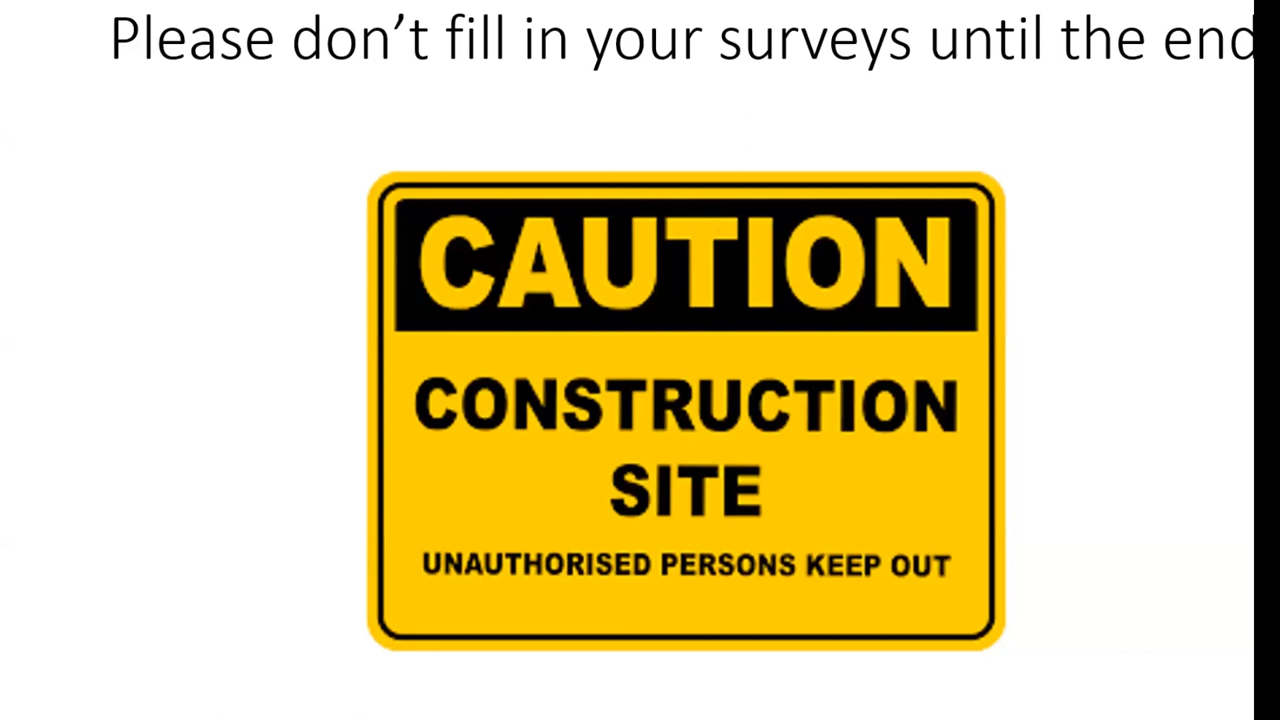 Please don’t fill in your surveys until the end
CAUTION
CONSTRUCTION
SITE
UNAUTHORISED PERSONS KEEP OUT